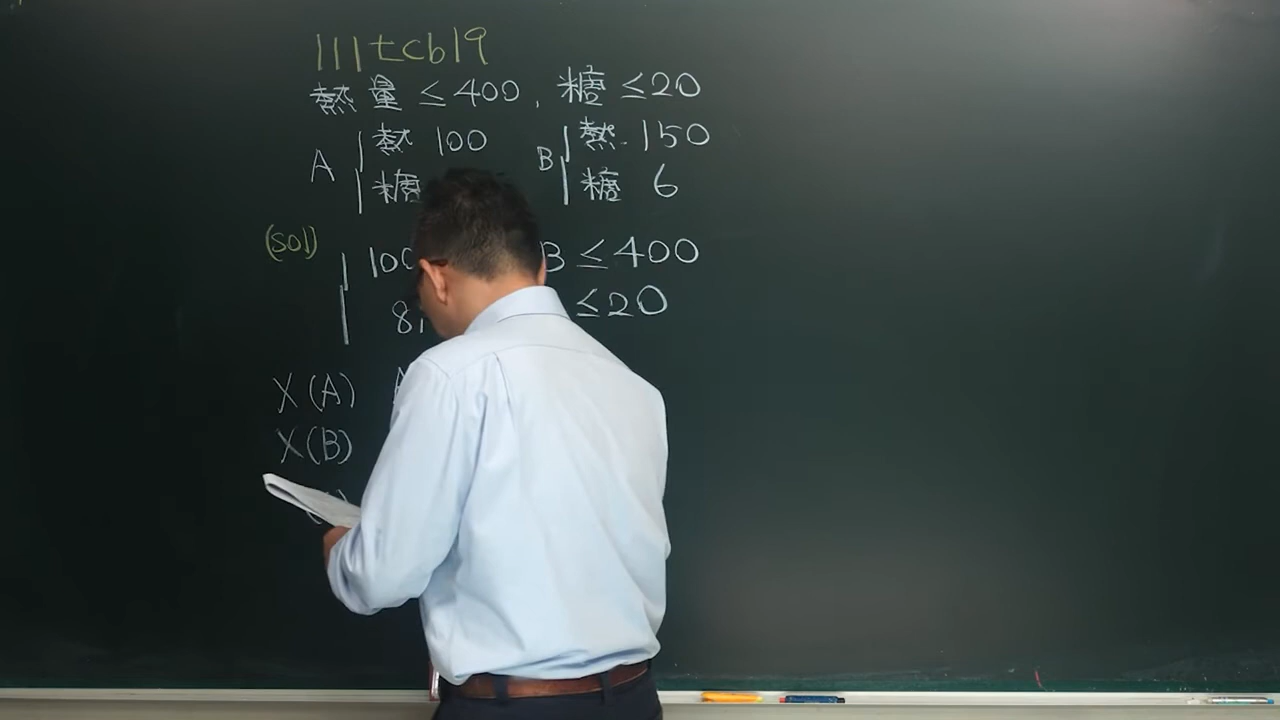 111tcb19
熱量 ≤400, 糖 ≤20
A 熱 100 B 熱 150
糖 糖 6
(sol) 100 B ≤400
8 ≤20
X(A)
X(B)